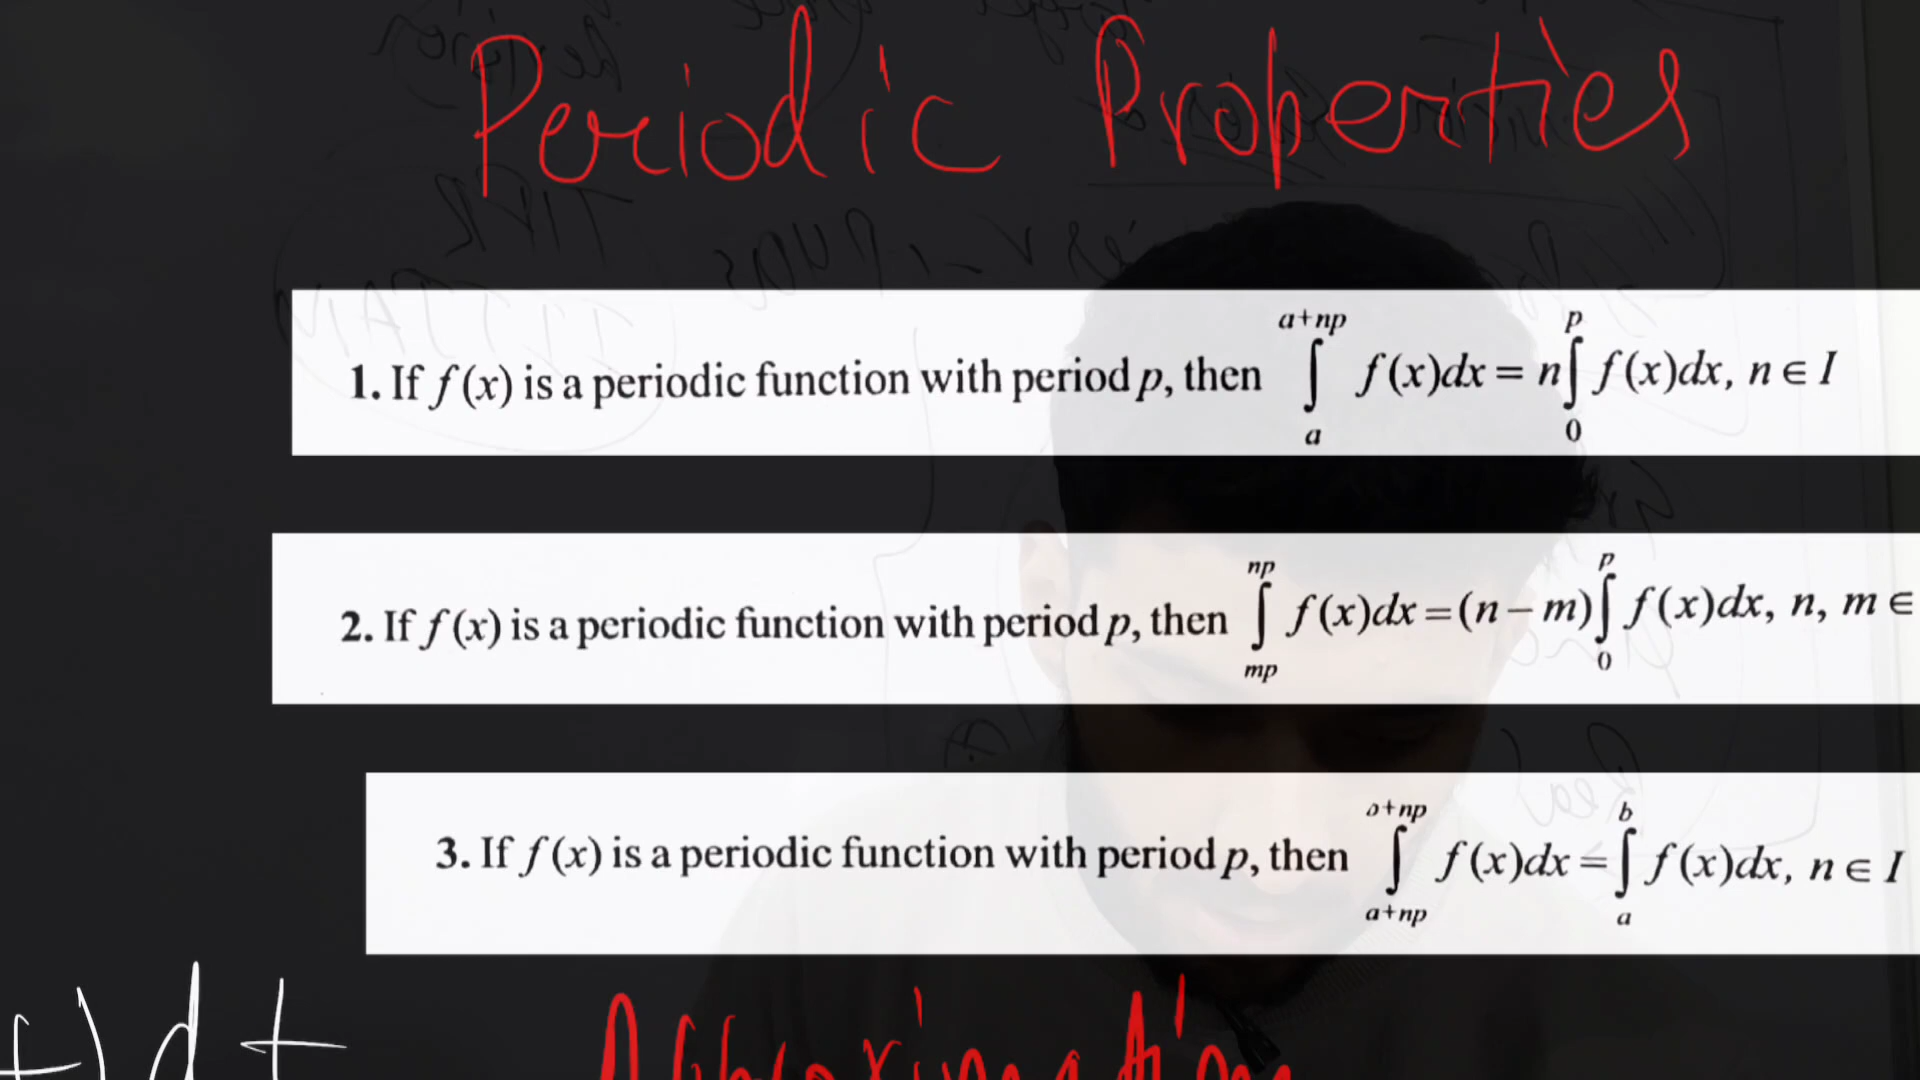 Periodic Properties
1. If f(x) is a periodic function with period p, then ∫_a^{a+np} f(x)dx = n∫_0^p f(x)dx, n ∈ I
2. If f(x) is a periodic function with period p, then ∫_{mp}^{np} f(x)dx = (n − m)∫_0^p f(x)dx, n, m ∈
3. If f(x) is a periodic function with period p, then ∫_{a+np}^{b+np} f(x)dx = ∫_a^b f(x)dx, n ∈ I
t) dt